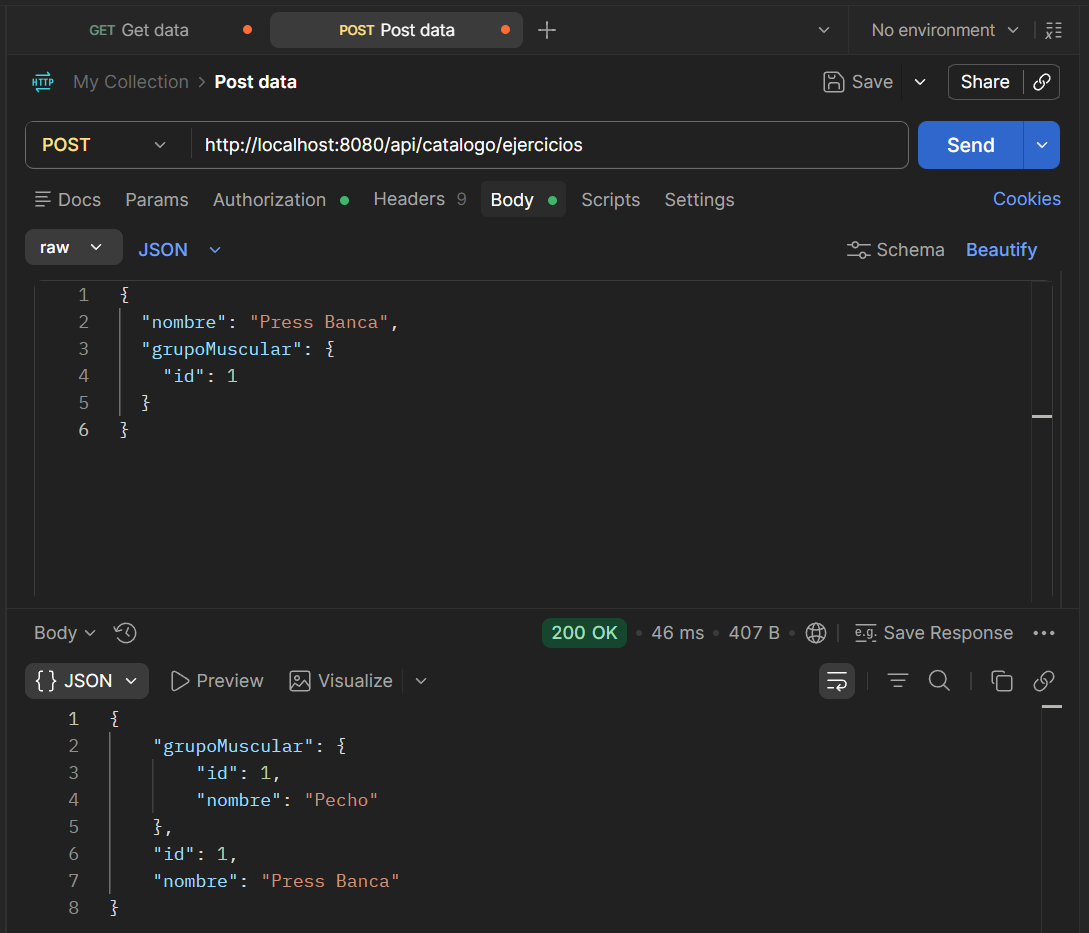 GET Get data POST Post data No environment
HTTP My Collection > Post data Save Share
POST http://localhost:8080/api/catalogo/ejercicios Send
Docs Params Authorization Headers 9 Body Scripts Settings Cookies
raw JSON Schema Beautify
1 {
2 "nombre": "Press Banca",
3 "grupoMuscular": {
4 "id": 1
5 }
6 }
Body 200 OK • 46 ms • 407 B • e.g. Save Response
{} JSON Preview Visualize
1 {
2 "grupoMuscular": {
3 "id": 1,
4 "nombre": "Pecho"
5 },
6 "id": 1,
7 "nombre": "Press Banca"
8 }